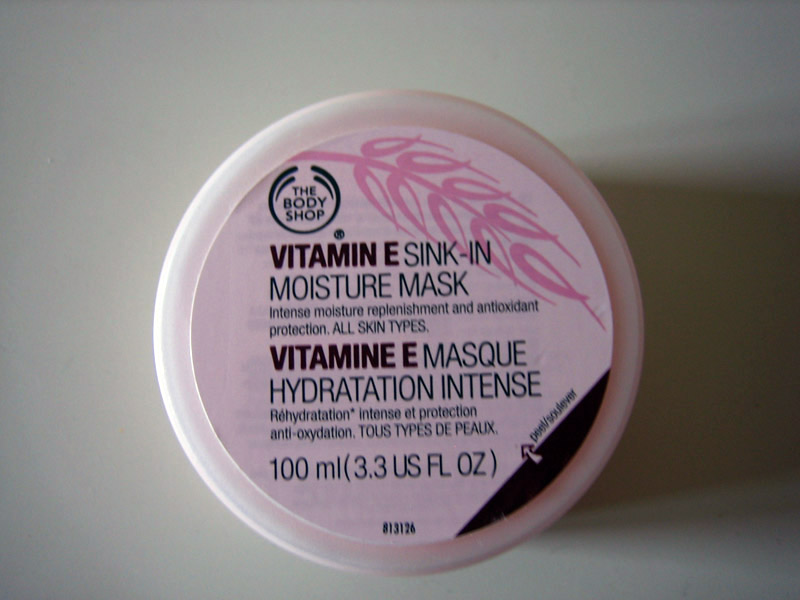 THE
BODY
SHOP
®
VITAMIN E SINK-IN
MOISTURE MASK
Intense moisture replenishment and antioxidant
protection. ALL SKIN TYPES.
VITAMINE E MASQUE
HYDRATATION INTENSE
Réhydratation* intense et protection
anti-oxydation. TOUS TYPES DE PEAUX.
100 ml (3.3 US FL OZ)
peel/soulever
813126